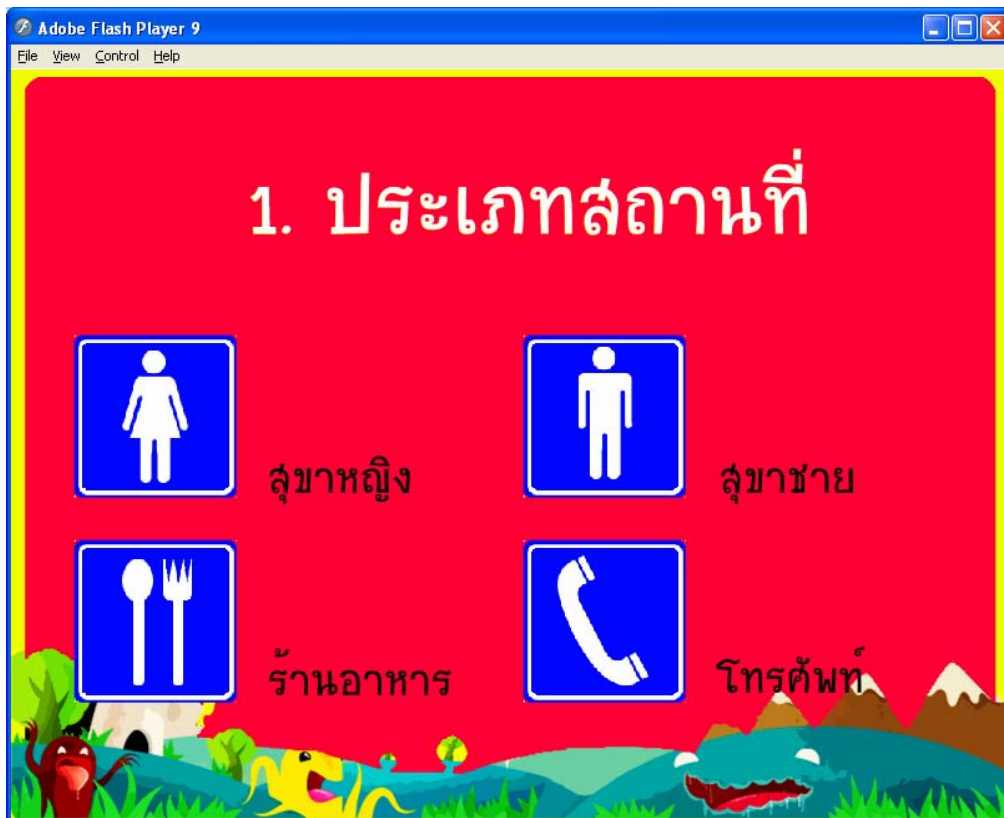 Adobe Flash Player 9
File View Control Help
1. ประเภทสถานที่
สุขาหญิง
สุขาชาย
ร้านอาหาร
โทรศัพท์